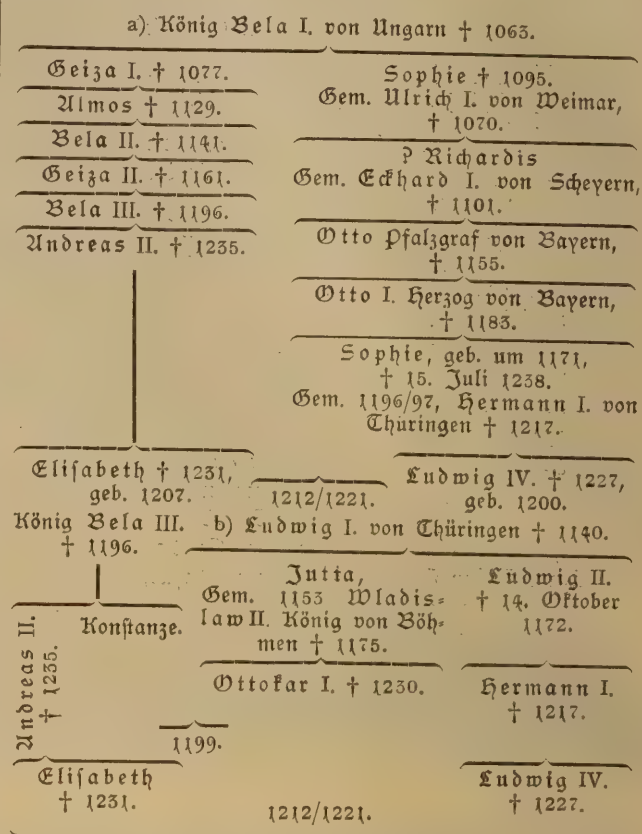 a) König Bela I. von Ungarn † 1063.
Geiza I. † 1077.
Almos † 1129.
Bela II. † 1141.
Geiza II. † 1161.
Bela III. † 1196.
Andreas II. † 1235.
Sophie † 1095.
Gem. Ulrich I. von Weimar,
† 1070.
? Richardis
Gem. Eckhard I. von Scheyern,
† 1101.
Otto Pfalzgraf von Bayern,
† 1155.
Otto I. Herzog von Bayern,
† 1183.
Sophie, geb. um 1171,
† 15. Juli 1238.
Gem. 1196/97, Hermann I. von
Thüringen † 1217.
Elisabeth † 1231,
geb. 1207.
1212/1221.
Ludwig IV. † 1227,
geb. 1200.
König Bela III.
† 1196.
b) Ludwig I. von Thüringen † 1140.
Andreas II.
† 1235.
Konstanze.
Jutta,
Gem. 1153 Wladis-
law II. König von Böh-
men † 1175.
Ludwig II.
† 14. Oktober
1172.
Ottokar I. † 1230.
Hermann I.
† 1217.
1199.
Elisabeth
† 1231.
1212/1221.
Ludwig IV.
† 1227.